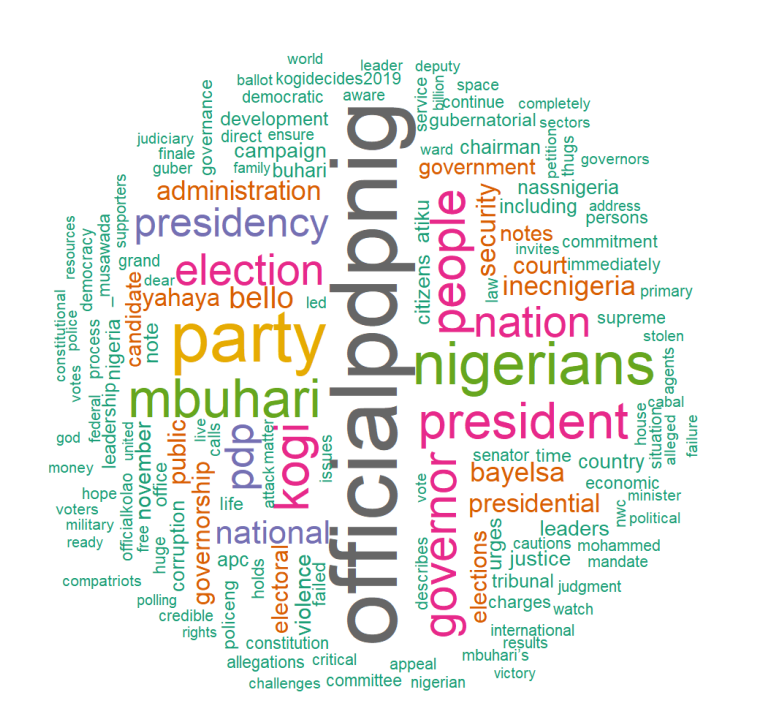 world
leader
deputy
ballot
kogidecides2019
space
democratic
aware
service
billion
continue
completely
governance
development
gubernatorial
sectors
judiciary
direct
ensure
officialpdpnig
ward
chairman
petition
thugs
finale
campaign
governors
guber
family
rights
buhari
government
supporters
administration
people
security
nassnigeria
including
address
persons
presidency
citizens
atiku
notes
invites
commitment
resources
democracy
_musawada
grand
election
court
immediately
dear
law
inecnigeria
primary
candidate
yahaya
bello
led
constitutional
police
process
nigeria
note
party
nation
supreme
stolen
votes
nigerians
agents
federal
leadership
mbuhari
cabal
president
house
situation
alleged
failure
god
united
november
public
live
calls
pdp
attack
matter
kogi
issues
governor
senator
time
country
money
office
bayelsa
economic
hope
officialkolao
free
life
vote
presidential
minister
voters
governorship
national
nwc
political
military
huge
corruption
leaders
ready
urges
cautions
mohammed
apc
electoral
violence
failed
describes
elections
justice
mandate
compatriots
holds
tribunal
judgment
polling
policeng
charges
watch
credible
international
constitution
results
allegations
critical
appeal
mbuhari's
challenges
committee
nigerian
victory